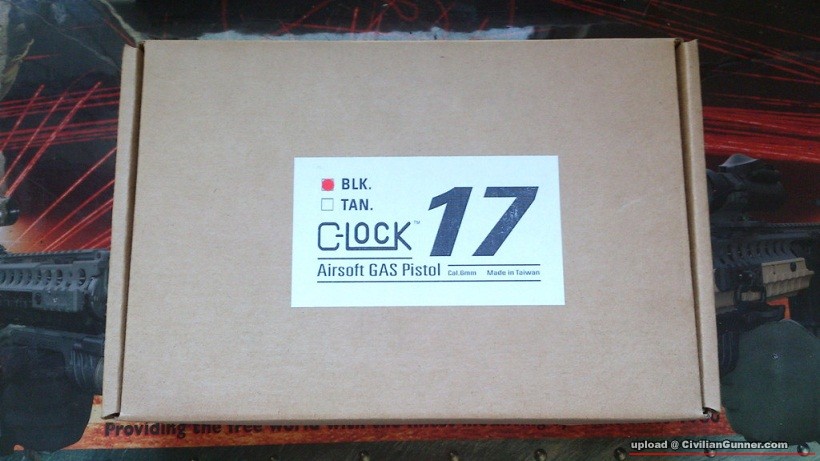 BLK.
TAN.
C-LOCK™ 17
Airsoft GAS Pistol Cal.6mm Made in Taiwan
Providing the free world with the
upload @ CivilianGunner.com